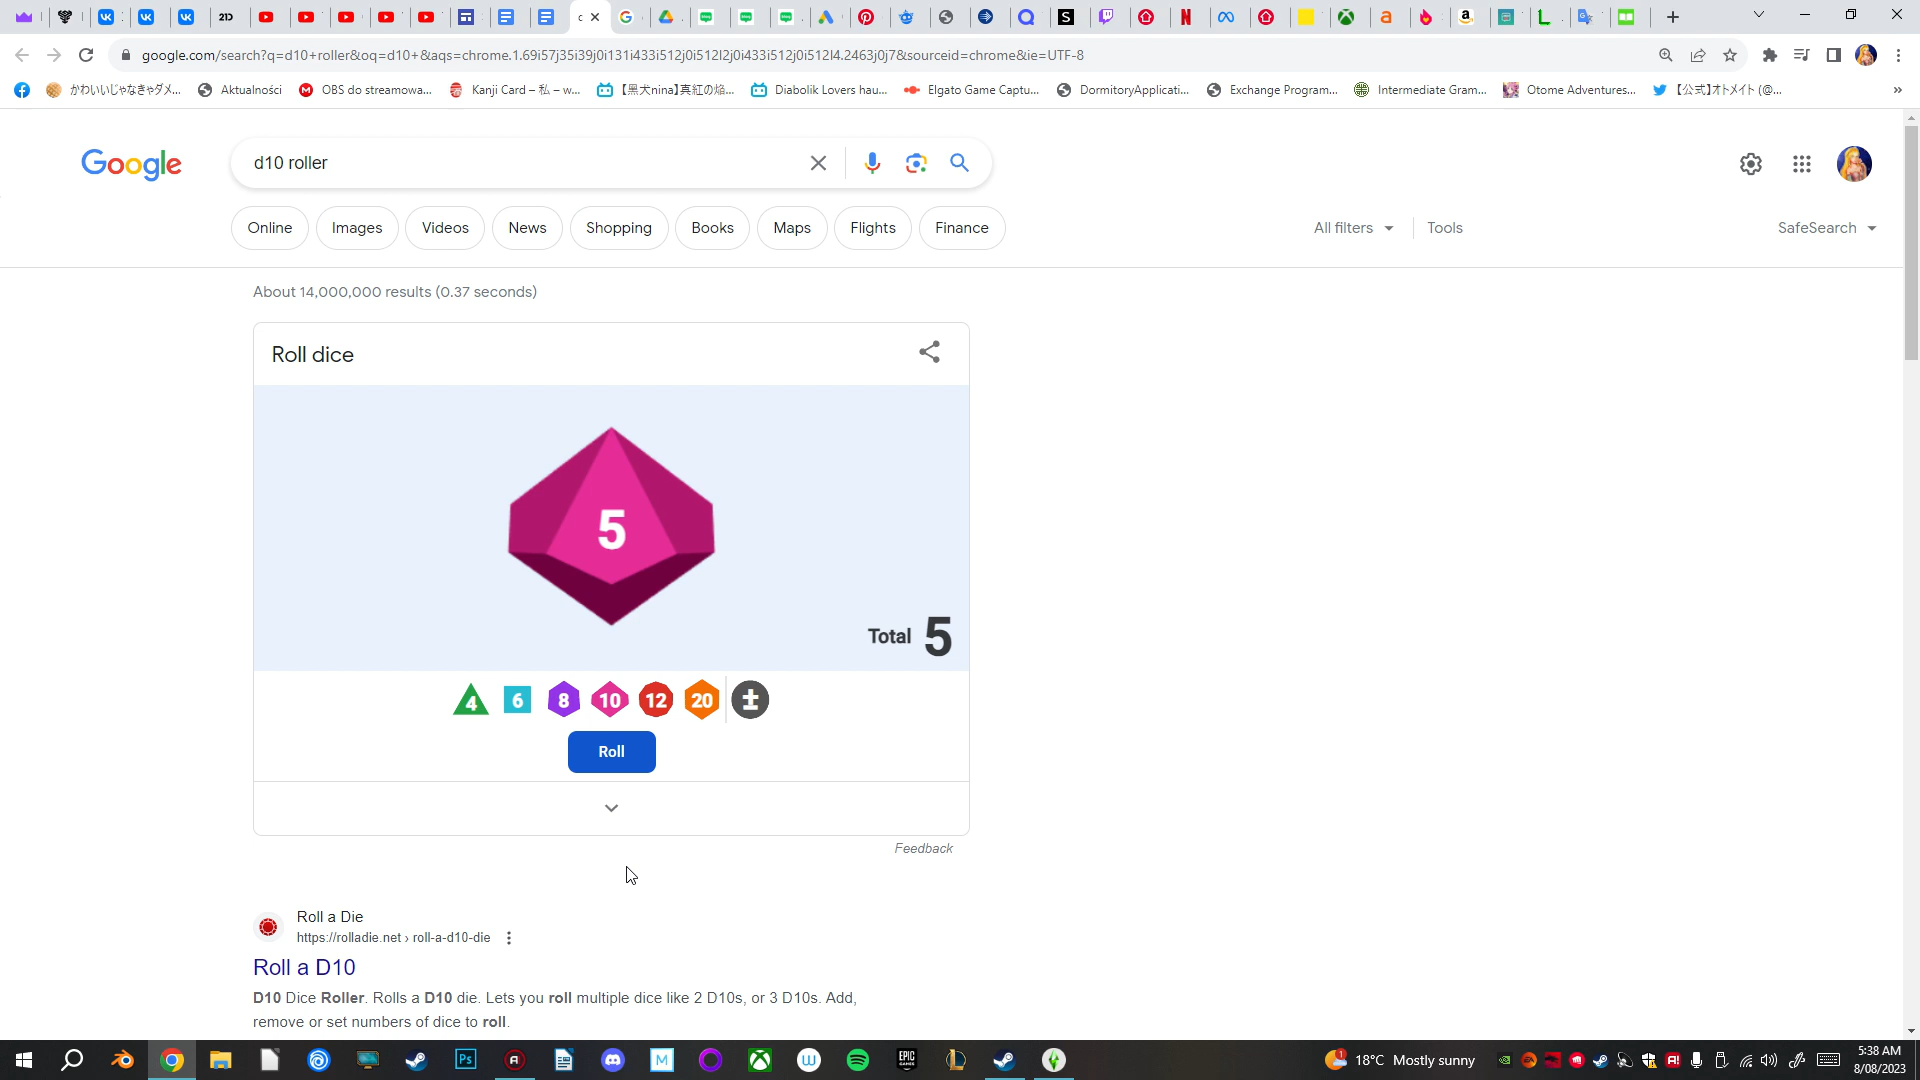 21D
google.com/search?q=d10+roller&oq=d10+&aqs=chrome.1.69i57j35i39j0i131i433i512j0i512l2j0i433i512j0i512l4.2463j0j7&sourceid=chrome&ie=UTF-8
かわいいじゃなきゃダメ... Aktualności OBS do streamowa... Kanji Card – 私 – w... 【黑犬nina】真紅の焔... Diabolik Lovers hau... Elgato Game Captu... DormitoryApplicati... Exchange Program... Intermediate Gram... Otome Adventures... 【公式】オトメイト (@...
Google
d10 roller
Online Images Videos News Shopping Books Maps Flights Finance All filters Tools SafeSearch
About 14,000,000 results (0.37 seconds)
Roll dice
5
Total 5
4 6 8 10 12 20 ±
Roll
Feedback
Roll a Die
https://rolladie.net › roll-a-d10-die
Roll a D10
D10 Dice Roller. Rolls a D10 die. Lets you roll multiple dice like 2 D10s, or 3 D10s. Add,
remove or set numbers of dice to roll.
18°C Mostly sunny
5:38 AM
8/08/2023